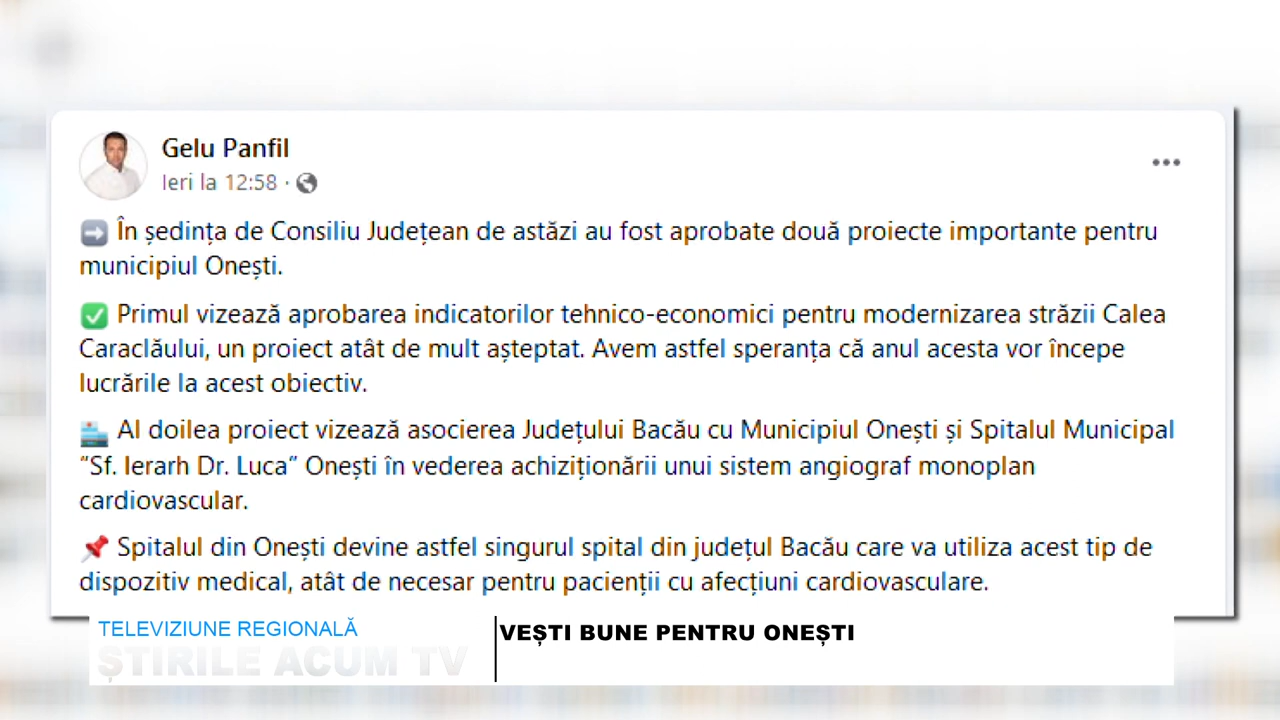 Gelu Panfil
Ieri la 12:58 ·
În ședința de Consiliu Județean de astăzi au fost aprobate două proiecte importante pentru
municipiul Onești.
Primul vizează aprobarea indicatorilor tehnico-economici pentru modernizarea străzii Calea
Caraclăului, un proiect atât de mult așteptat. Avem astfel speranța că anul acesta vor începe
lucrările la acest obiectiv.
Al doilea proiect vizează asocierea Județului Bacău cu Municipiul Onești și Spitalul Municipal
“Sf. Ierarh Dr. Luca” Onești în vederea achiziționării unui sistem angiograf monoplan
cardiovascular.
Spitalul din Onești devine astfel singurul spital din județul Bacău care va utiliza acest tip de
dispozitiv medical, atât de necesar pentru pacienții cu afecțiuni cardiovasculare.
TELEVIZIUNE REGIONALĂ
ȘTIRILE ACUM TV
VEȘTI BUNE PENTRU ONEȘTI